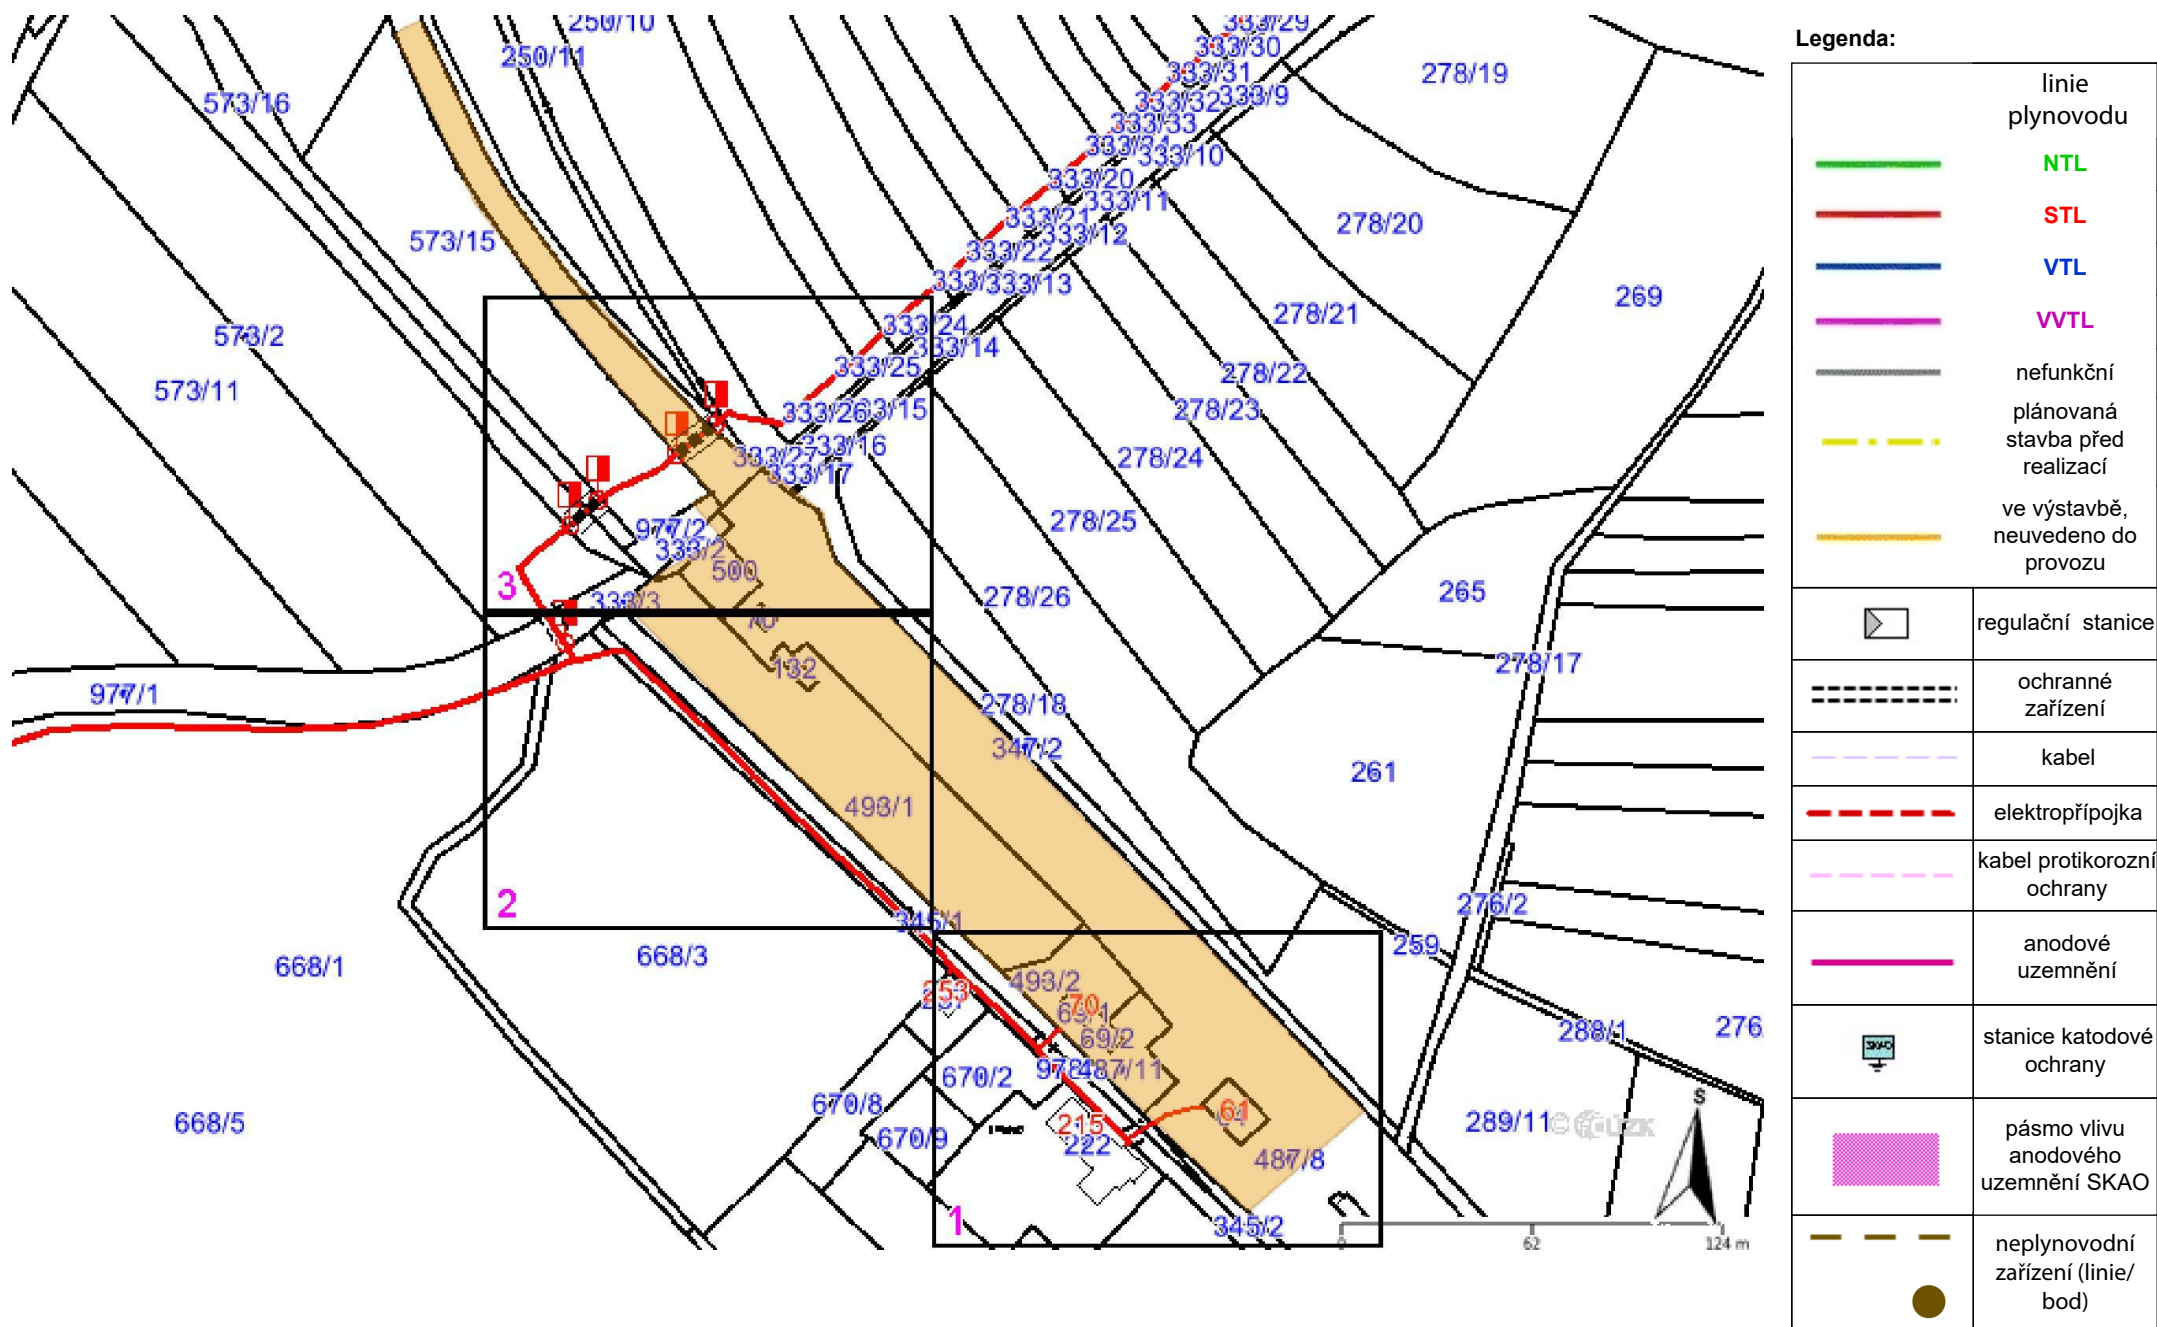 250/10
333/29
250/11
333/30
333/31
278/19
573/16
333/32
333/9
333/33
333/10
333/20
333/11
333/21
278/20
573/15
333/12
333/22
333/13
269
278/21
573/2
333/24
333/14
333/25
278/22
573/11
333/26
333/15
278/23
333/16
333/27
278/24
333/17
278/25
977/2
333/2
500
3
265
278/26
333/3
70
132
278/17
977/1
278/18
347/2
261
493/1
2
276/2
345/1
259
668/1
668/3
493/2
253
70
69/1
69/2
288/1
276
487/11
670/2
670/8
61
215
668/5
670/9
222
289/11
487/8
S
1
345/2
0
62
124 m
Legenda:
linie
plynovodu
NTL
STL
VTL
VVTL
nefunkční
plánovaná
stavba před
realizací
ve výstavbě,
neuvedeno do
provozu
regulační stanice
ochranné
zařízení
kabel
elektropřípojka
kabel protikorozní
ochrany
anodové
uzemnění
SKAO
stanice katodové
ochrany
pásmo vlivu
anodového
uzemnění SKAO
neplynovodní
zařízení (linie/
bod)